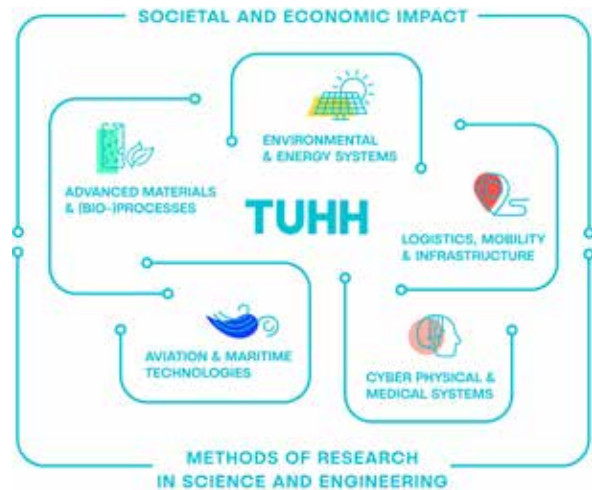 SOCIETAL AND ECONOMIC IMPACT
ENVIRONMENTAL
& ENERGY SYSTEMS
ADVANCED MATERIALS
& (BIO-)PROCESSES
TUHH
LOGISTICS, MOBILITY
& INFRASTRUCTURE
AVIATION & MARITIME
TECHNOLOGIES
CYBER PHYSICAL &
MEDICAL SYSTEMS
METHODS OF RESEARCH
IN SCIENCE AND ENGINEERING